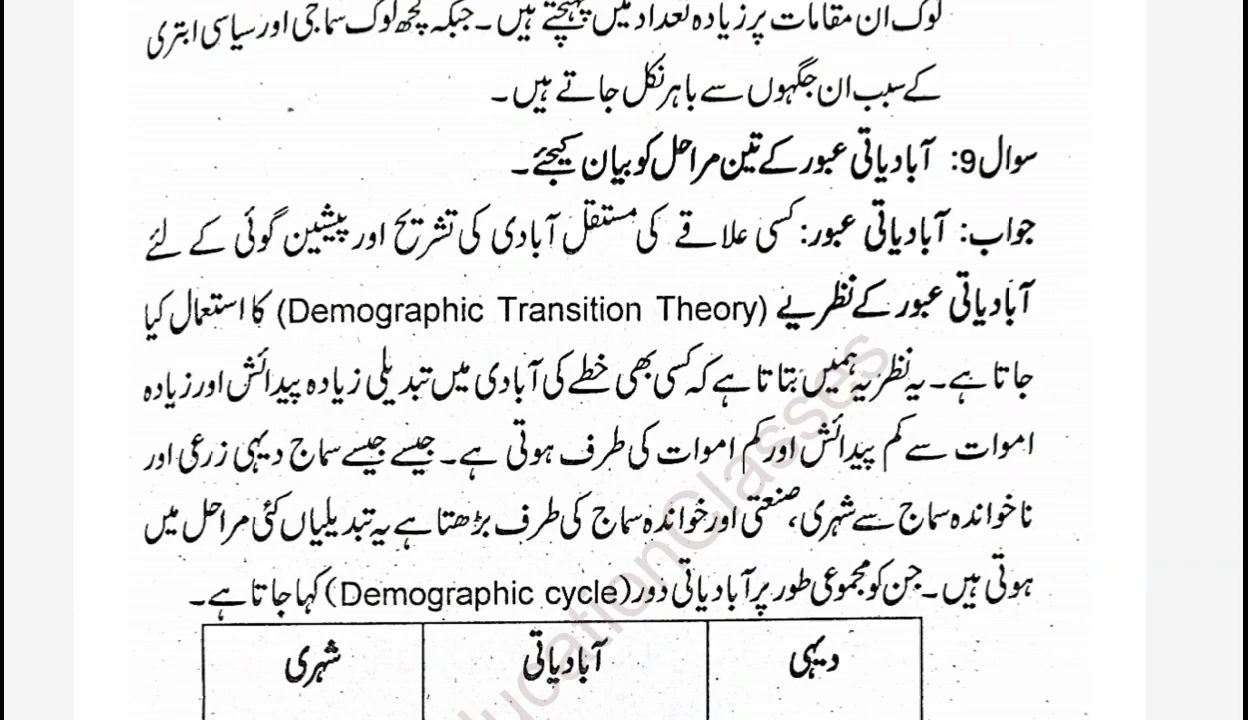 لوگ ان مقامات پر زیادہ تعداد میں پہنچتے ہیں۔ جبکہ کچھ لوگ سماجی اور سیاسی ابتری
کے سبب ان جگہوں سے باہر نکل جاتے ہیں۔
سوال 9: آبادیاتی عبور کے تین مراحل کو بیان کیجئے۔
جواب: آبادیاتی عبور: کسی علاقے کی مستقل آبادی کی تشریح اور پیشین گوئی کے لئے
آبادیاتی عبور کے نظریے (Demographic Transition Theory) کا استعمال کیا
جاتا ہے۔ یہ نظریہ ہمیں بتاتا ہے کہ کسی بھی خطے کی آبادی میں تبدیلی زیادہ پیدائش اور زیادہ
اموات سے کم پیدائش اور کم اموات کی طرف ہوتی ہے۔ جیسے جیسے سماج دیہی زرعی اور
ناخواندہ سماج سے شہری، صنعتی اور خواندہ سماج کی طرف بڑھتا ہے یہ تبدیلیاں کئی مراحل میں
ہوتی ہیں۔ جن کو مجموعی طور پر آبادیاتی دور (Demographic cycle) کہا جاتا ہے۔
دیہی آبادیاتی شہری
ucationClasses